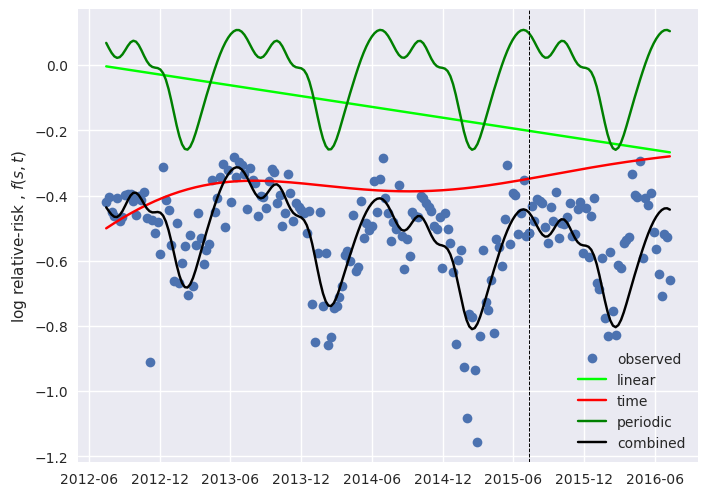 log relative-risk , f(s, t)
0.0
−0.2
−0.4
−0.6
−0.8
−1.0
−1.2
observed
linear
time
periodic
combined
2012-06 2012-12 2013-06 2013-12 2014-06 2014-12 2015-06 2015-12 2016-06